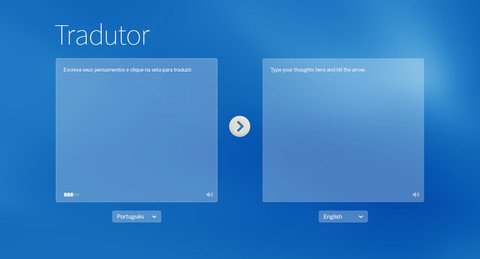 Tradutor
Escreva seus pensamentos e clique na seta para traduzir.
Type your thoughts here and hit the arrow.
Português
English